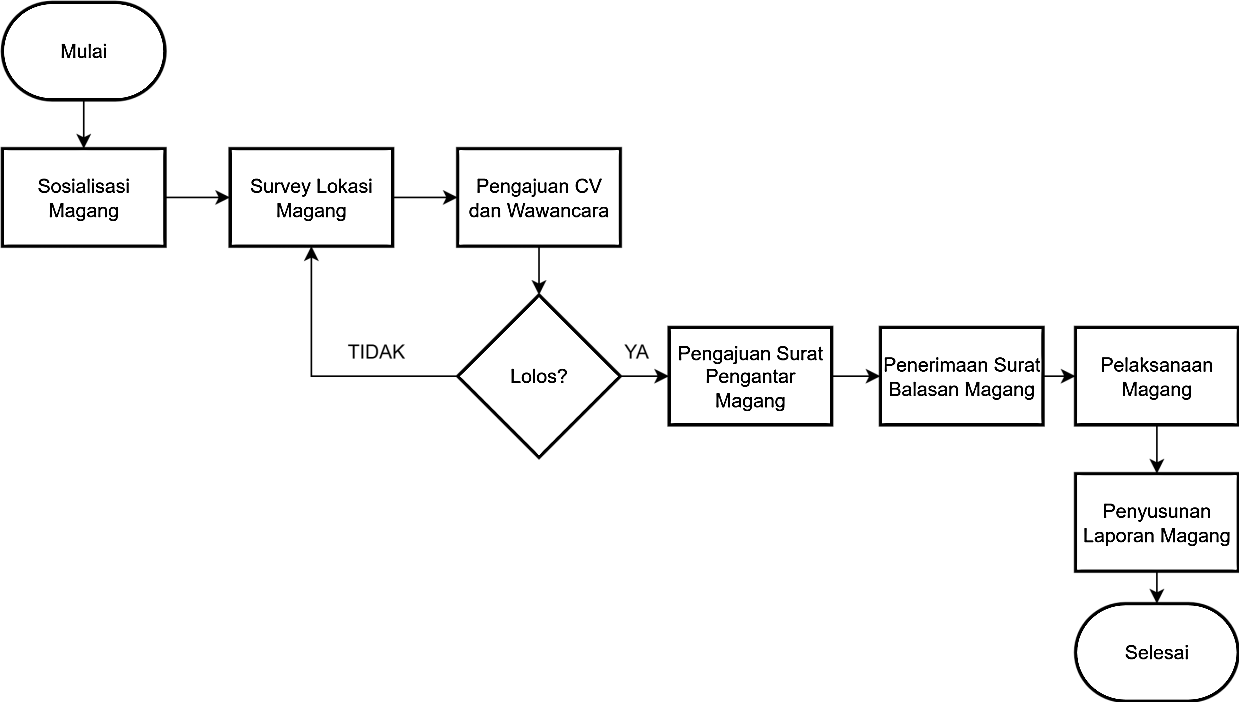 Mulai
Sosialisasi
Magang
Survey Lokasi
Magang
Pengajuan CV
dan Wawancara
Lolos?
TIDAK
YA
Pengajuan Surat
Pengantar
Magang
Penerimaan Surat
Balasan Magang
Pelaksanaan
Magang
Penyusunan
Laporan Magang
Selesai